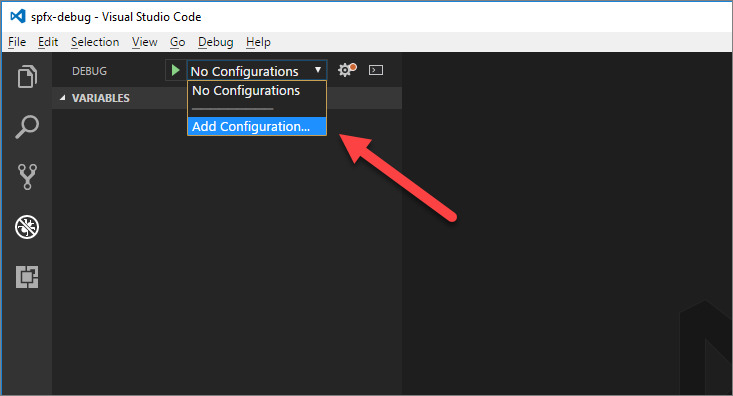 spfx-debug - Visual Studio Code
File Edit Selection View Go Debug Help
DEBUG No Configurations
No Configurations
VARIABLES
Add Configuration...